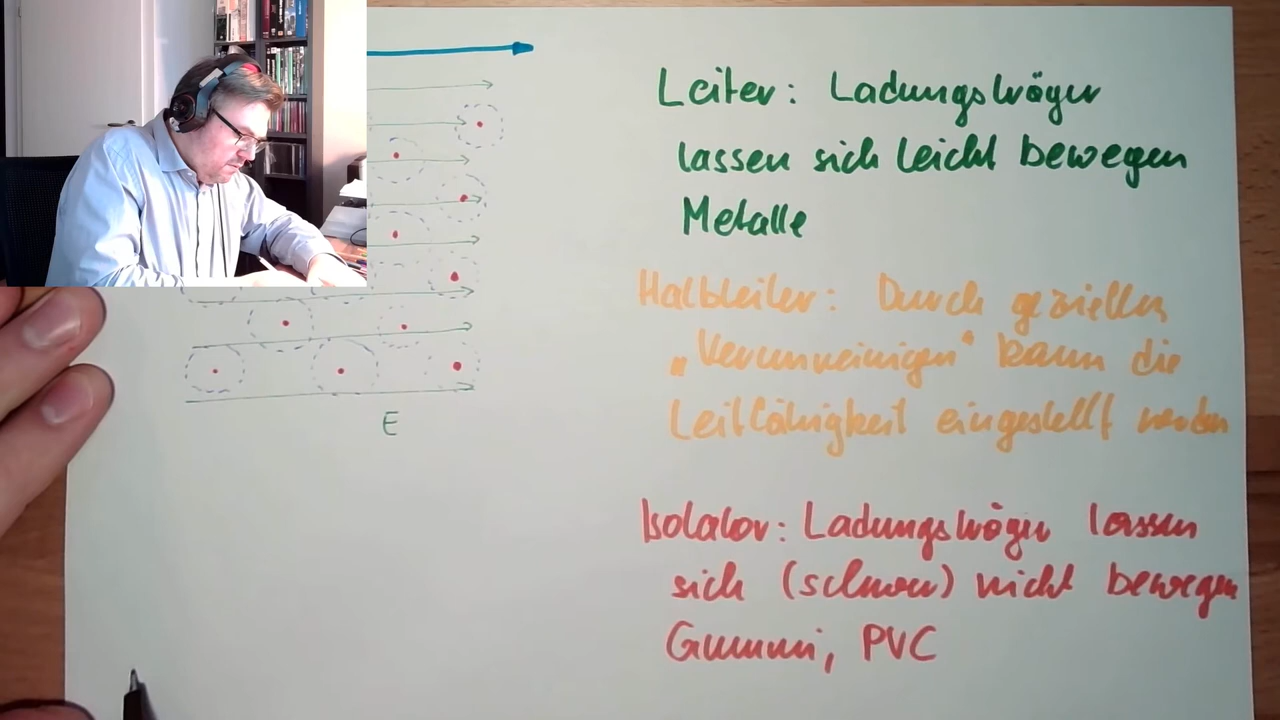 Leiter: Ladungsträger
lassen sich leicht bewegen
Metalle
Halbleiter: Durch gezieltes
„Verunreinigen“ kann die
Leitfähigkeit eingestellt werden
Isolator: Ladungsträger lassen
sich (schwer) nicht bewegen
Gummi, PVC
E